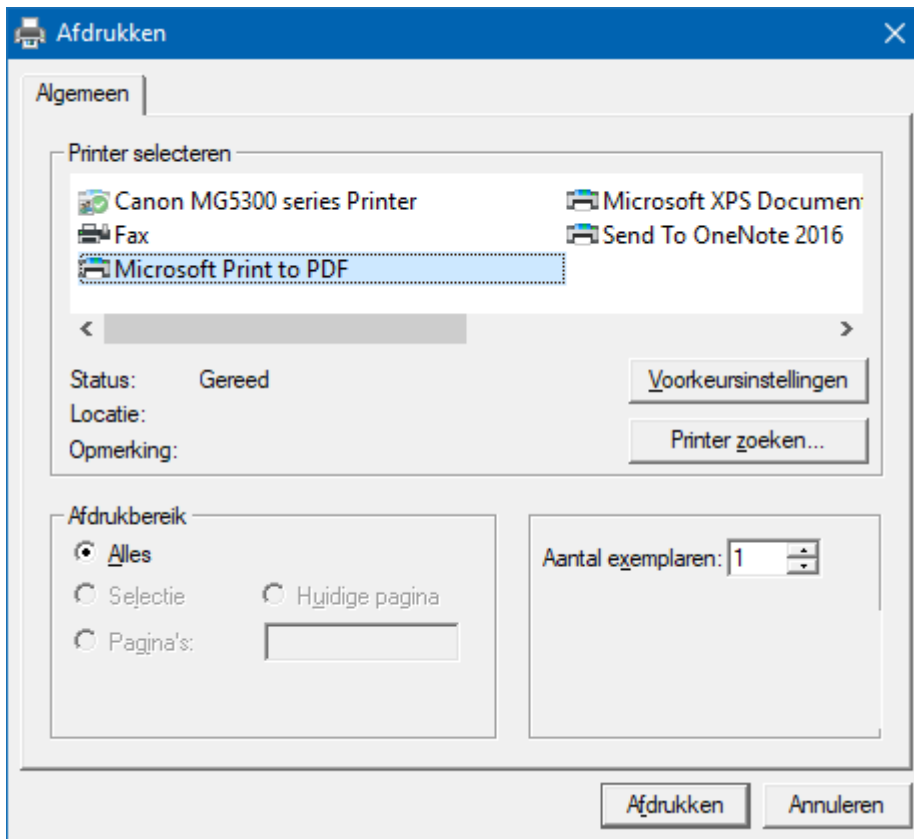 Afdrukken
Algemeen
Printer selecteren
Canon MG5300 series Printer
Microsoft XPS Documen
Fax
Send To OneNote 2016
Microsoft Print to PDF
Status: Gereed
Voorkeursinstellingen
Locatie:
Printer zoeken...
Opmerking:
Afdrukbereik
Alles
Aantal exemplaren: 1
Selectie Huidige pagina
Pagina's:
Afdrukken Annuleren